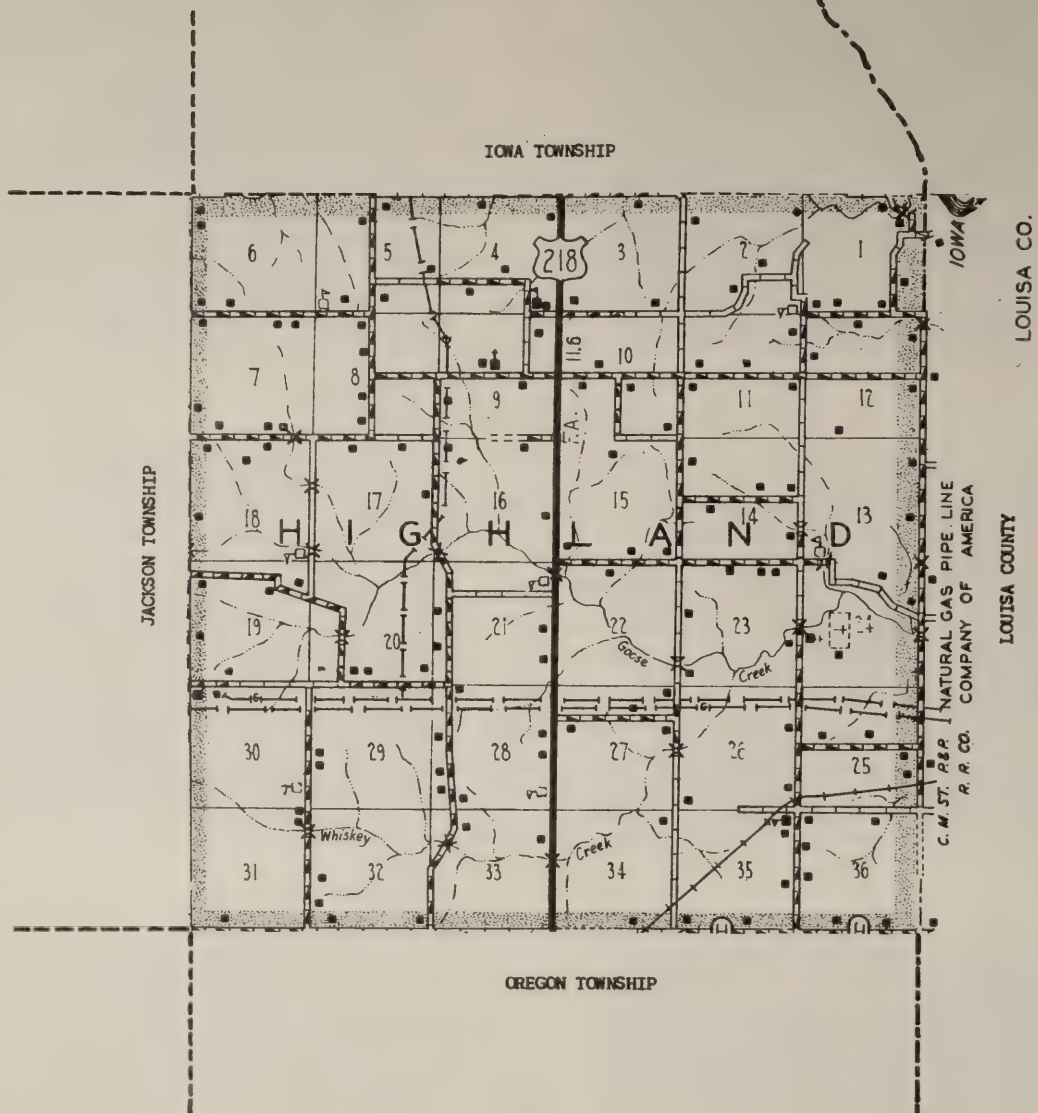 IOWA TOWNSHIP
6 5 4 3 2 1
218
IOWA
LOUISA CO.
7 8 9 10 11 12
11.6
F.A.
18 17 16 15 14 13
HIGHLAND
JACKSON TOWNSHIP
19 20 21 22 23 24
Goose
Creek
G G
NATURAL GAS PIPE LINE
COMPANY OF AMERICA
LOUISA COUNTY
30 29 28 27 26 25
C. M. ST. P. & P.
R. R. CO.
Whiskey
Creek
31 32 33 34 35 36
H H
OREGON TOWNSHIP